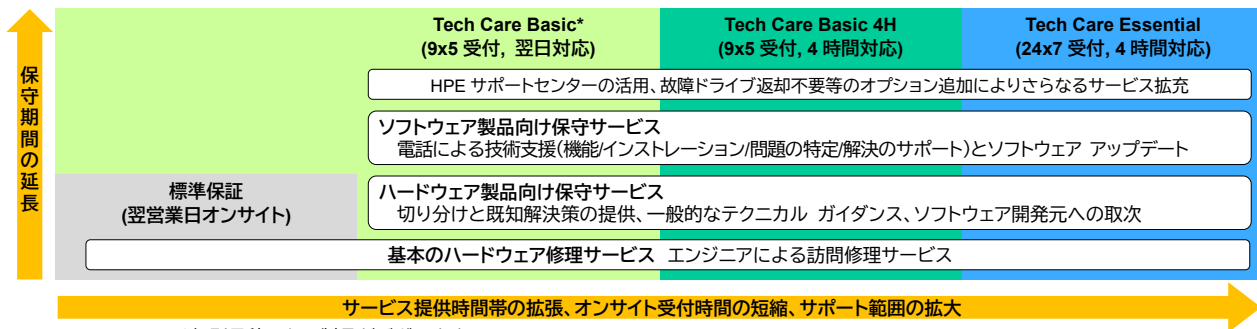 Tech Care Basic*
(9x5 受付, 翌日対応)
Tech Care Basic 4H
(9x5 受付, 4 時間対応)
Tech Care Essential
(24x7 受付, 4 時間対応)
保守期間の延長
HPE サポートセンターの活用、故障ドライブ返却不要等のオプション追加によりさらなるサービス拡充
ソフトウェア製品向け保守サービス
電話による技術支援(機能/インストレーション/問題の特定/解決のサポート)とソフトウェア アップデート
標準保証
(翌営業日オンサイト)
ハードウェア製品向け保守サービス
切り分けと既知解決策の提供、一般的なテクニカル ガイダンス、ソフトウェア開発元への取次
基本のハードウェア修理サービス エンジニアによる訪問修理サービス
サービス提供時間帯の拡張、オンサイト受付時間の短縮、サポート範囲の拡大